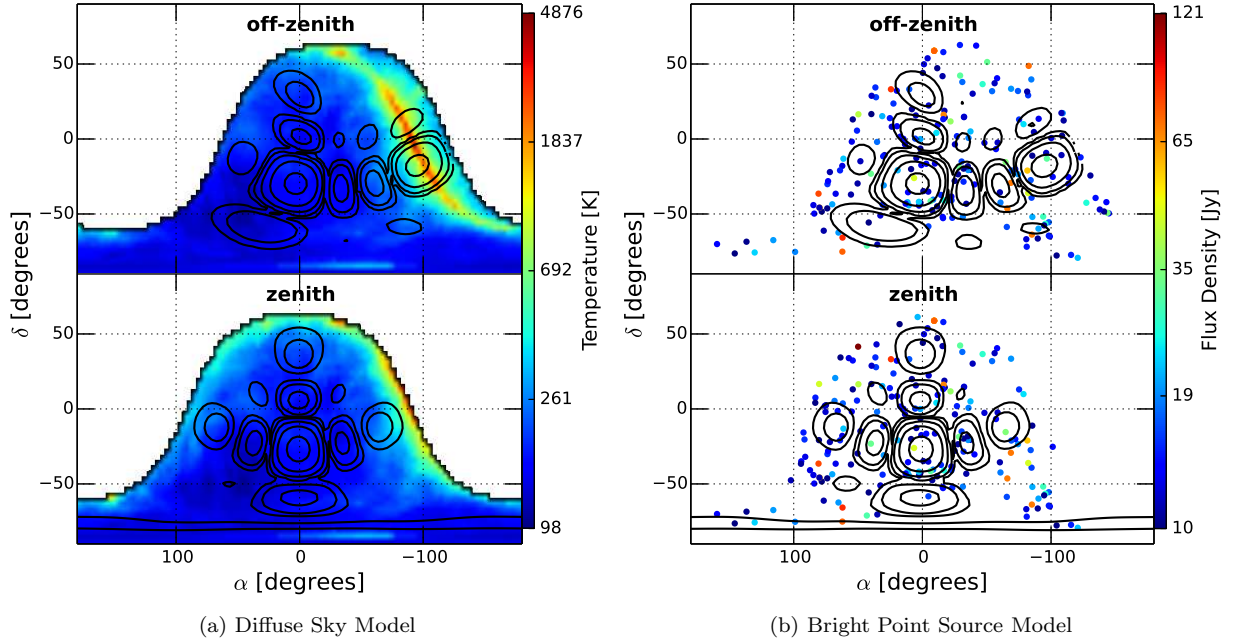 off-zenith
50
0
−50
δ [degrees]
zenith
50
0
−50
δ [degrees]
100
0
−100
α [degrees]
4876
1837
692
261
98
Temperature [K]
(a) Diffuse Sky Model
off-zenith
50
0
−50
δ [degrees]
zenith
50
0
−50
δ [degrees]
100
0
−100
α [degrees]
121
65
35
19
10
Flux Density [Jy]
(b) Bright Point Source Model